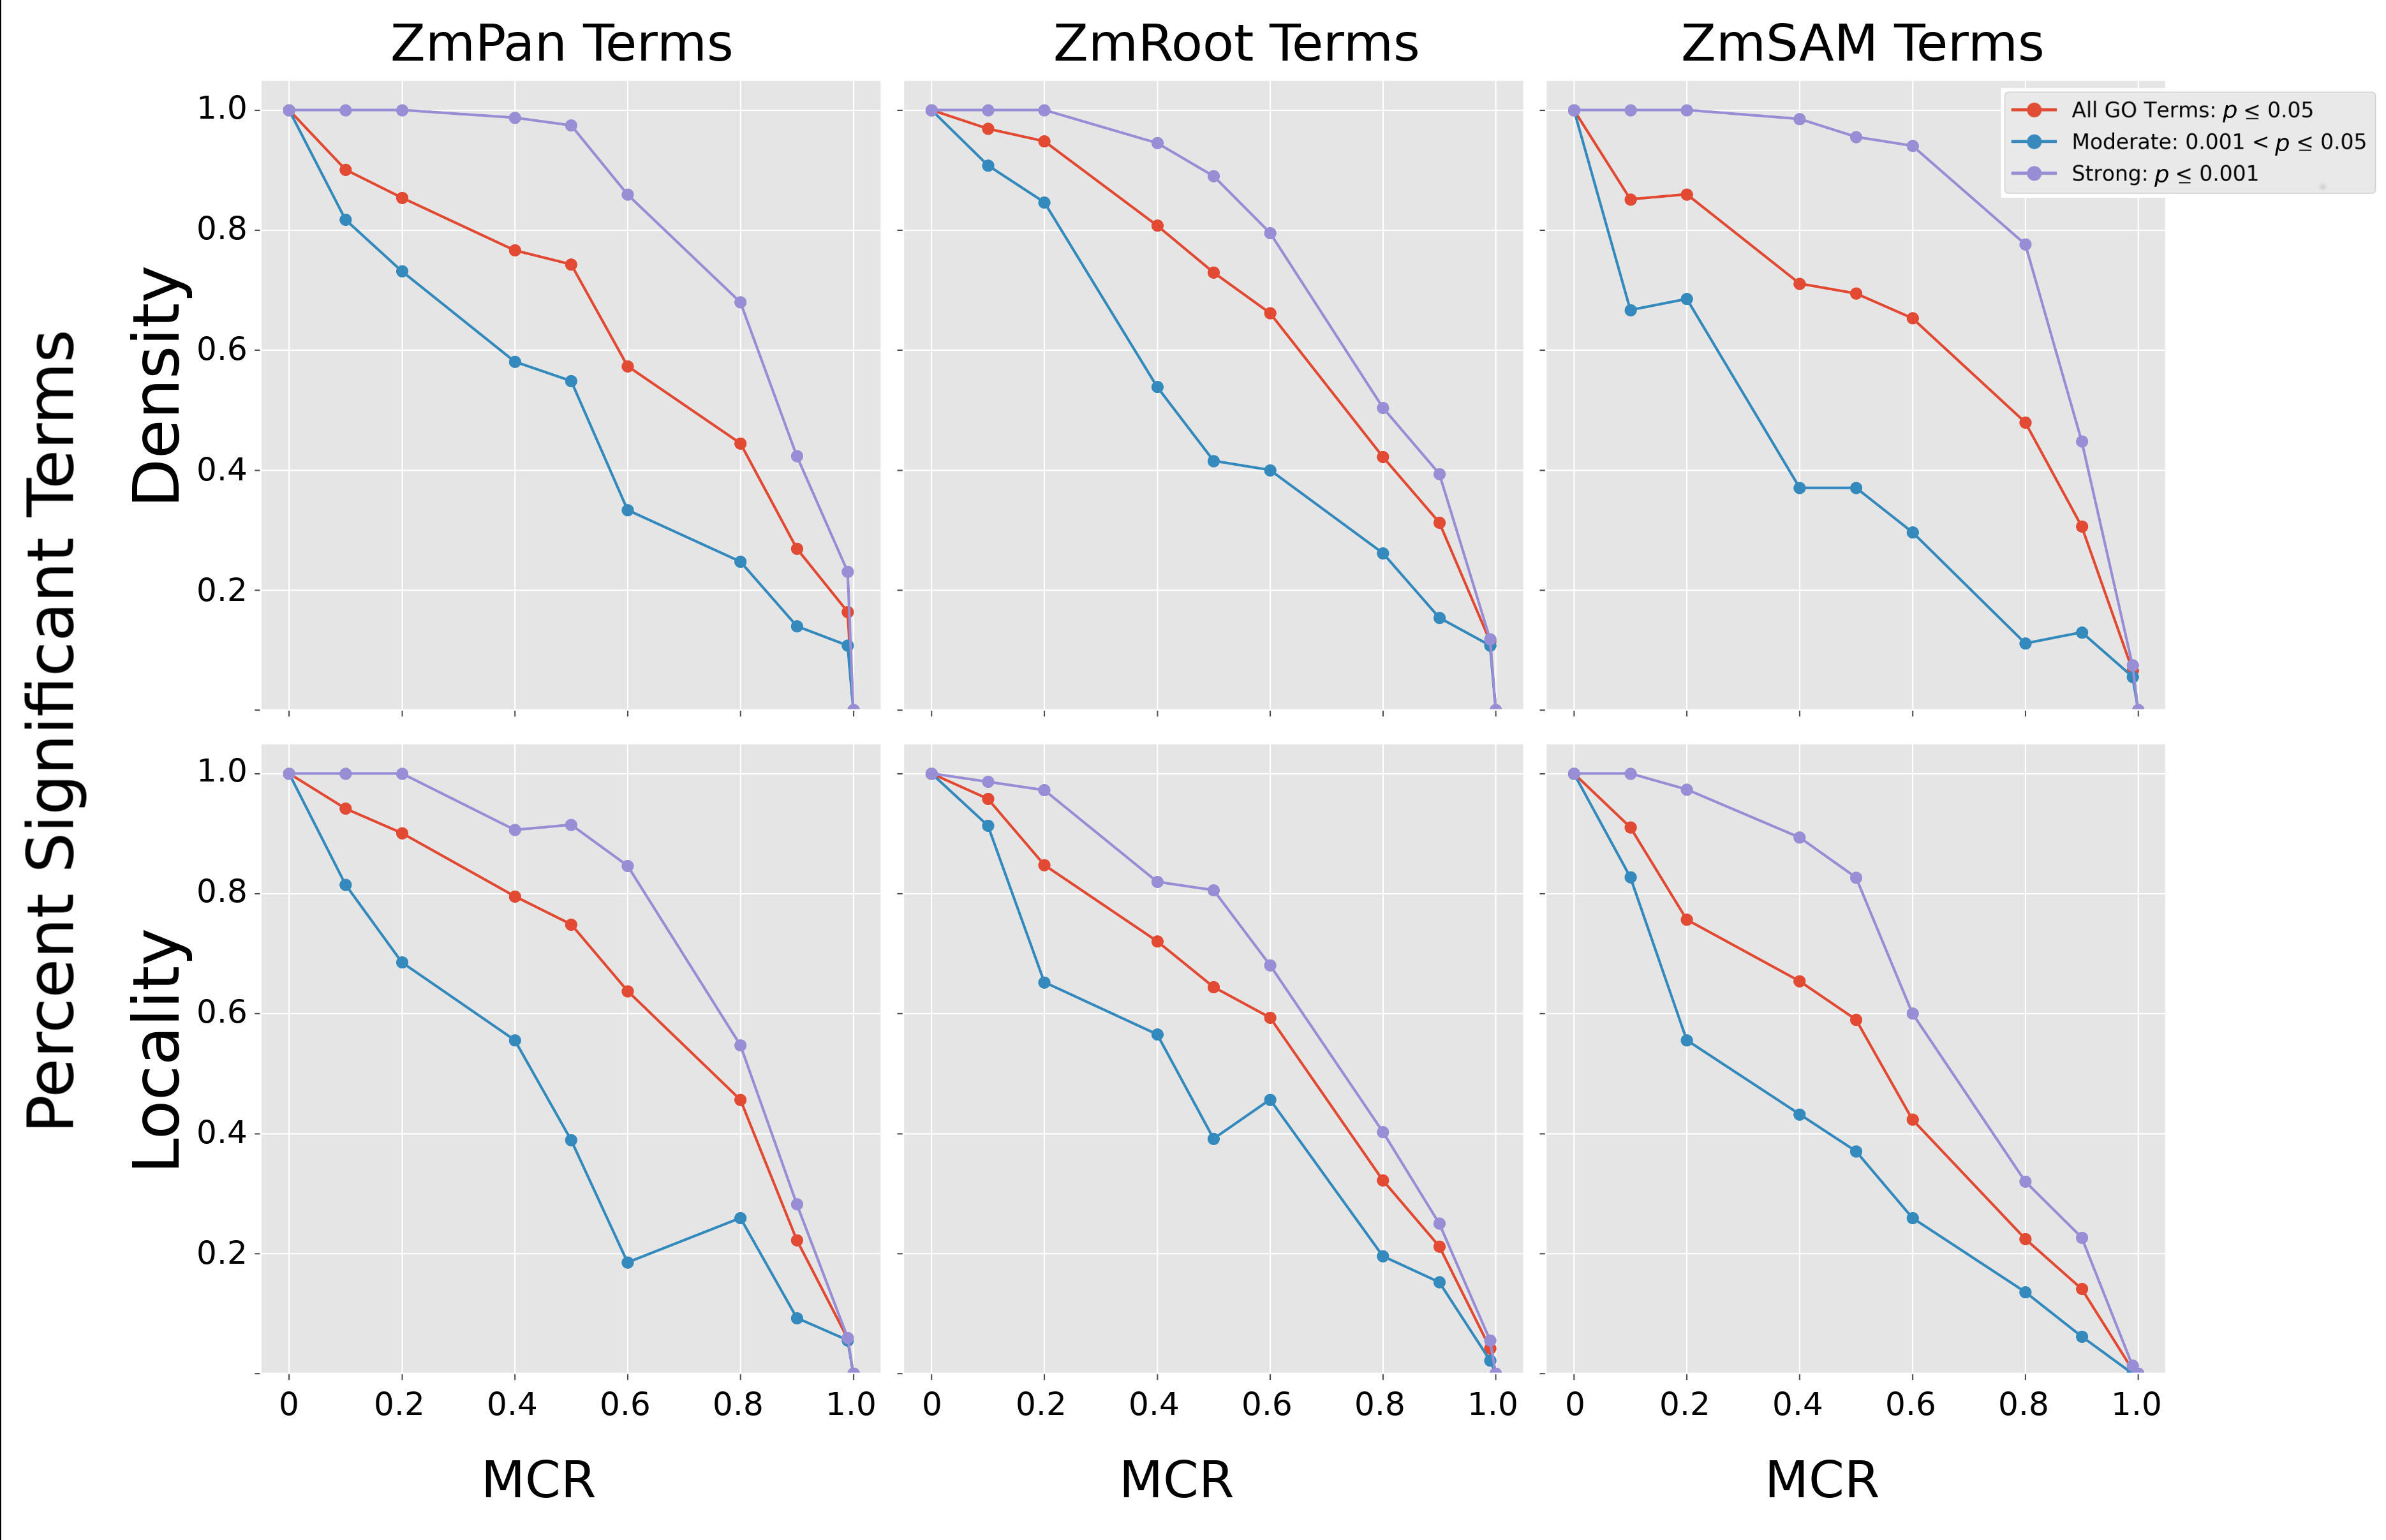 ZmPan Terms
ZmRoot Terms
ZmSAM Terms
All GO Terms: p ≤ 0.05
Moderate: 0.001 < p ≤ 0.05
Strong: p ≤ 0.001
Percent Significant Terms
Density
1.0
0.8
0.6
0.4
0.2
Locality
1.0
0.8
0.6
0.4
0.2
0 0.2 0.4 0.6 0.8 1.0
0 0.2 0.4 0.6 0.8 1.0
0 0.2 0.4 0.6 0.8 1.0
MCR
MCR
MCR